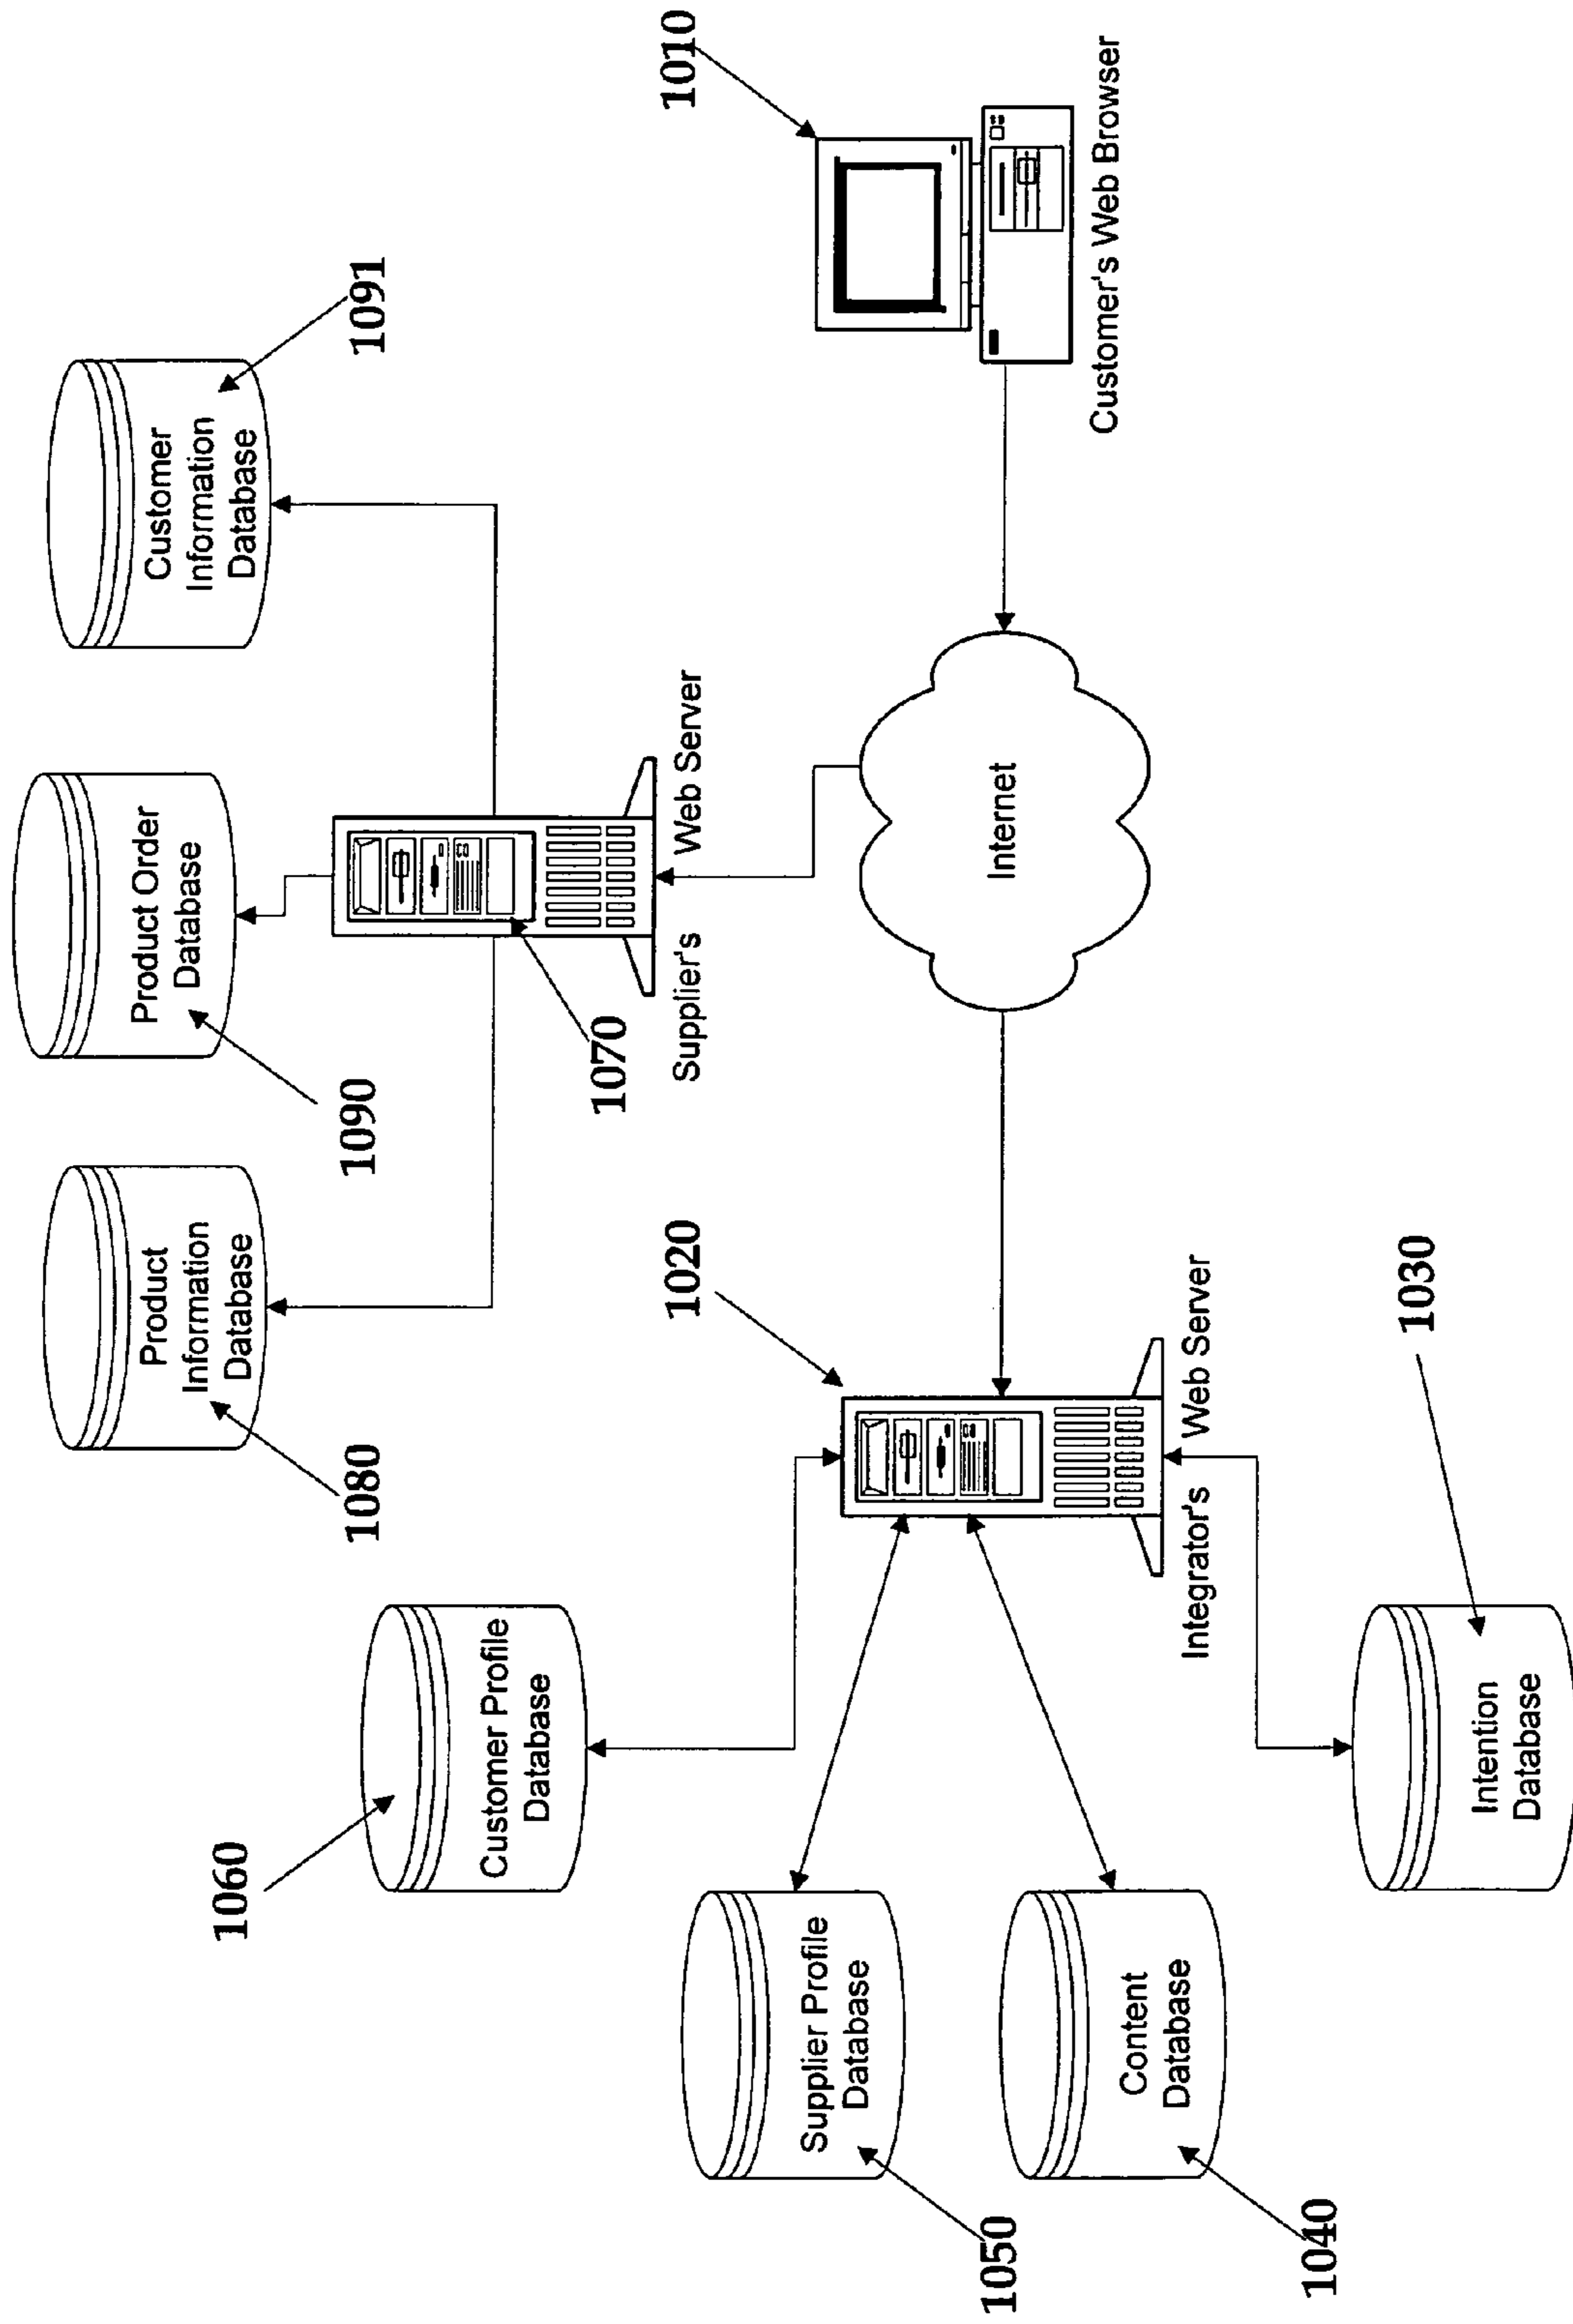 Product
Information
Database
Product Order
Database
Customer
Information
Database
1060
1080
1090
1091
Customer Profile
Database
1070
1020
1010
Supplier's Web Server
Supplier Profile
Database
1050
Internet
Customer's Web Browser
Content
Database
Integrator's Web Server
1040
1030
Intention
Database